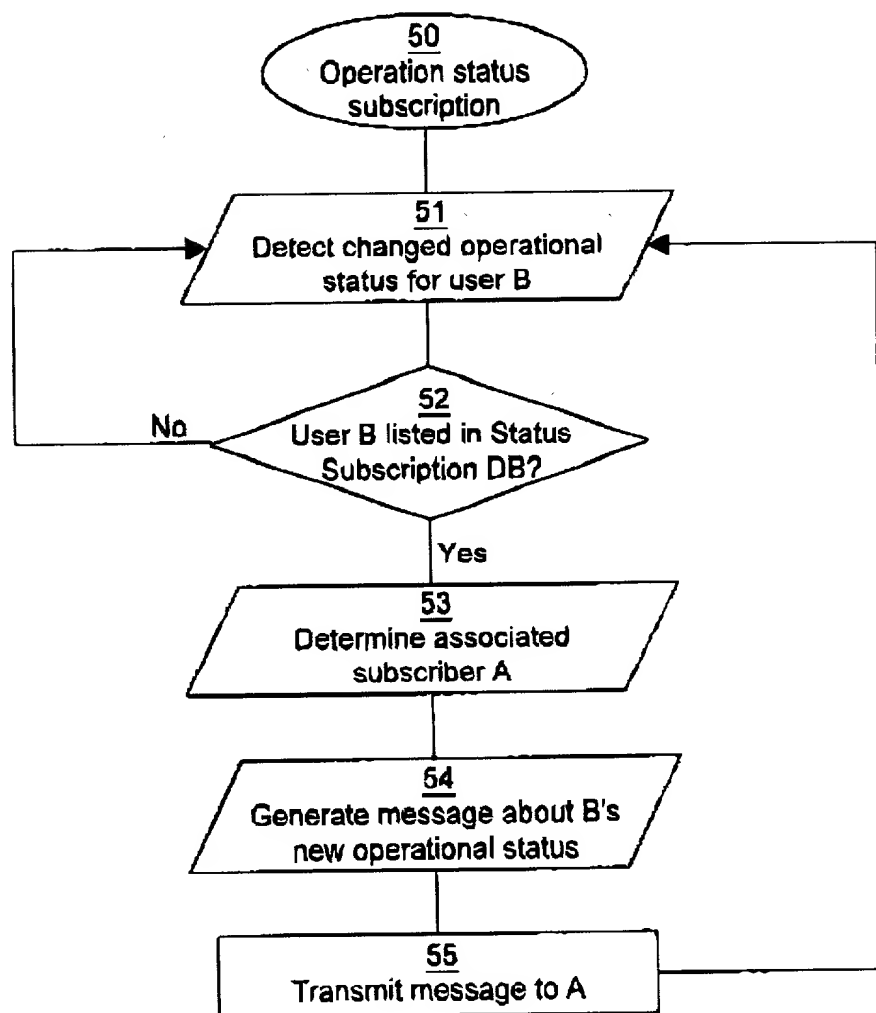 50
Operation status
subscription
51
Detect changed operational
status for user B
52
User B listed in Status
Subscription DB?
No
Yes
53
Determine associated
subscriber A
54
Generate message about B's
new operational status
55
Transmit message to A